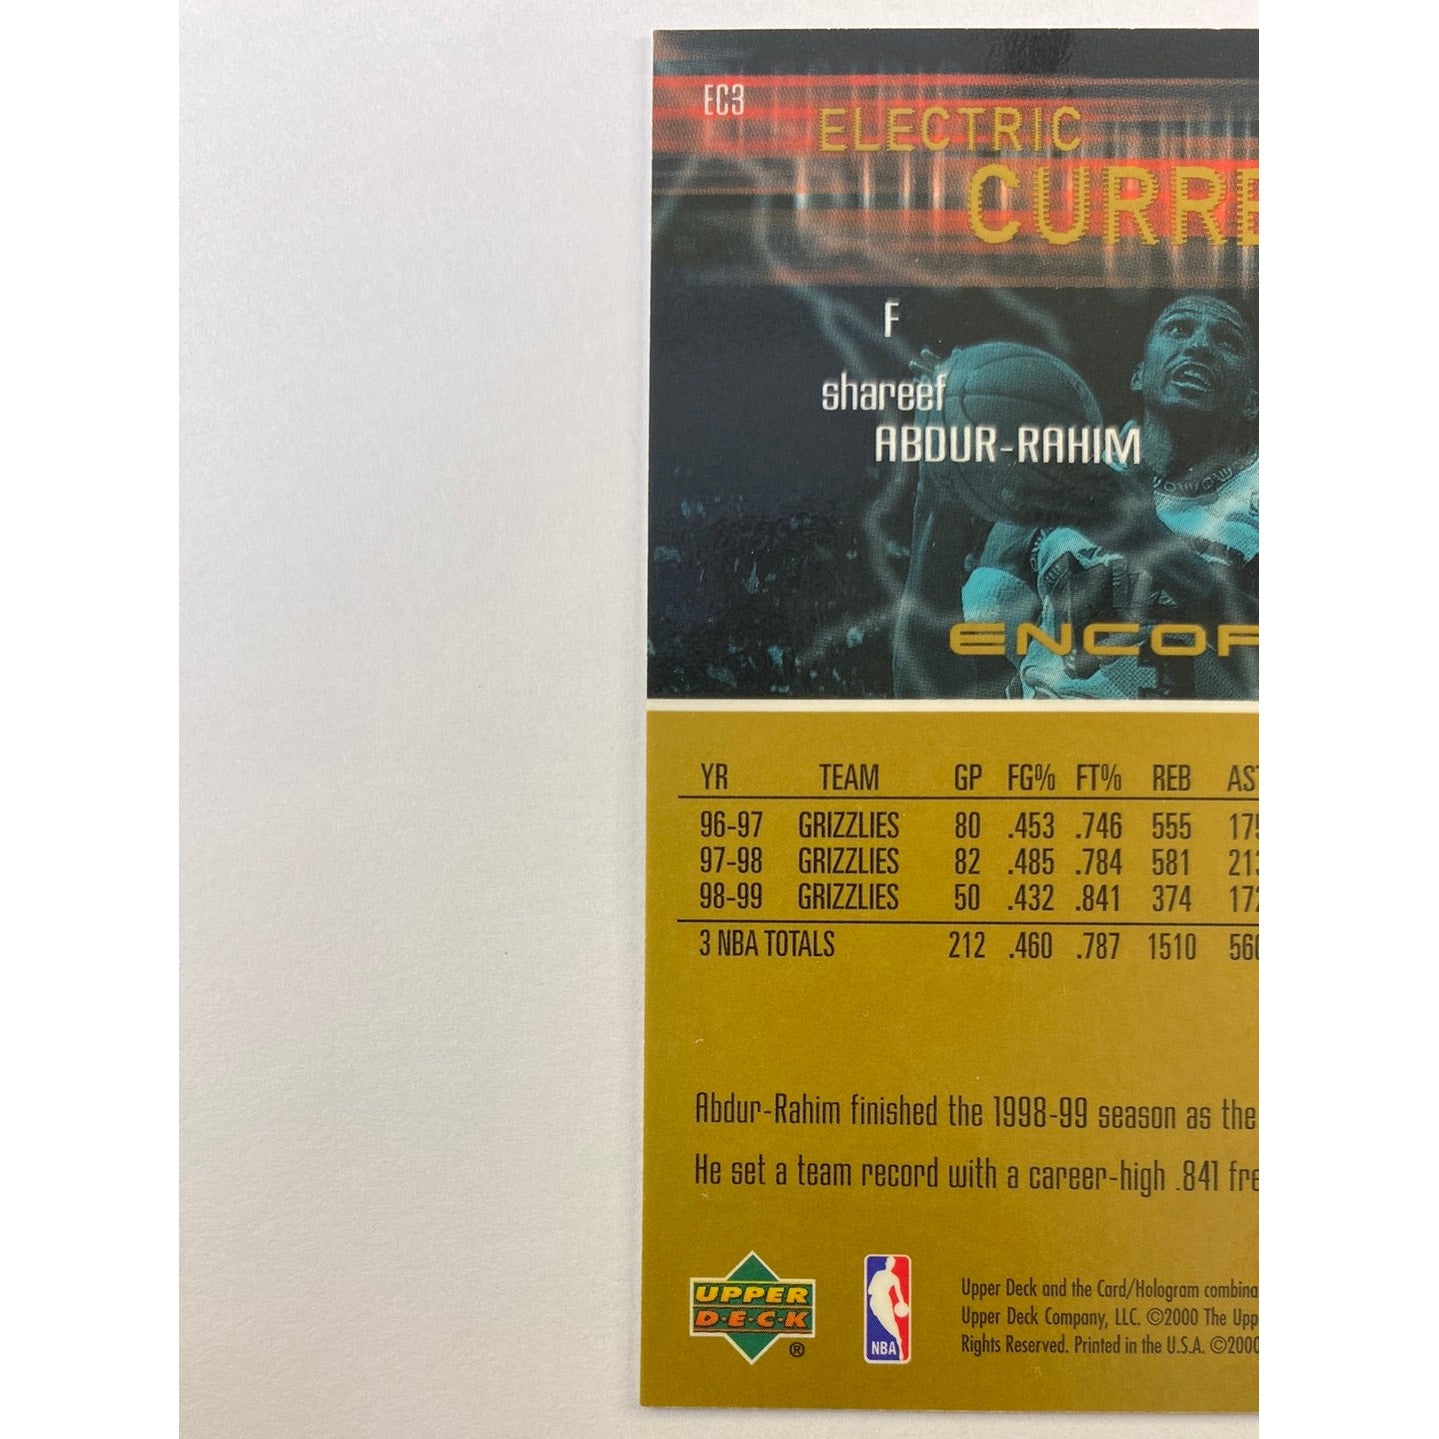 EC3
ELECTRIC
CURRE
F
shareef
ABDUR-RAHIM
ENCOR
YR TEAM GP FG% FT% REB AST
96-97 GRIZZLIES 80 .453 .746 555 175
97-98 GRIZZLIES 82 .485 .784 581 213
98-99 GRIZZLIES 50 .432 .841 374 172
3 NBA TOTALS 212 .460 .787 1510 560
Abdur-Rahim finished the 1998-99 season as the
He set a team record with a career-high .841 fre
UPPER
D•E•C•K
®
NBA
Upper Deck and the Card/Hologram combina
Upper Deck Company, LLC. ©2000 The Upp
Rights Reserved. Printed in the U.S.A. ©2000